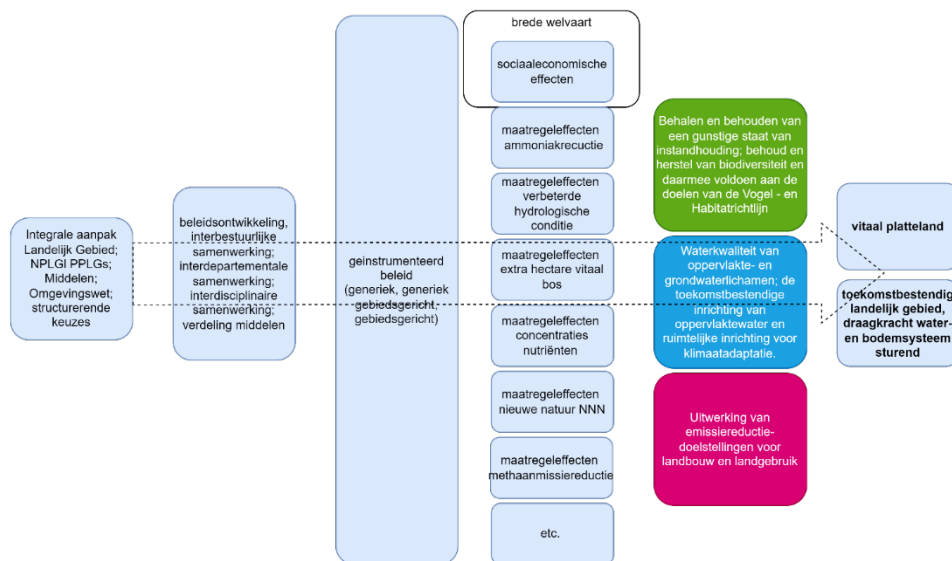 Integrale aanpak
Landelijk Gebied;
NPLGI PPLGs;
Middelen;
Omgevingswet;
structurerende
keuzes
beleidsontwikkeling,
interbestuurlijke
samenwerking;
interdepartementale
samenwerking;
interdisciplinaire
samenwerking;
verdeling middelen
geinstrumenteerd
beleid
(generiek, generiek
gebiedsgericht,
gebiedsgericht)
brede welvaart
sociaaleconomische
effecten
maatregeleffecten
ammoniakrecuctie
maatregeleffecten
verbeterde
hydrologische
conditie
maatregeleffecten
extra hectare vitaal
bos
maatregeleffecten
concentraties
nutriënten
maatregeleffecten
nieuwe natuur NNN
maatregeleffecten
methaanmissiereductie
etc.
Behalen en behouden van
een gunstige staat van
instandhouding; behoud en
herstel van biodiversiteit en
daarmee voldoen aan de
doelen van de Vogel - en
Habitatrichtlijn
Waterkwaliteit van
oppervlakte- en
grondwaterlichamen; de
toekomstbestendige
inrichting van
oppervlaktewater en
ruimtelijke inrichting voor
klimaatadaptatie.
Uitwerking van
emissiereductie-
doelstellingen voor
landbouw en landgebruik
vitaal platteland
toekomstbestendig
landelijk gebied,
draagkracht water-
en bodemsysteem
sturend